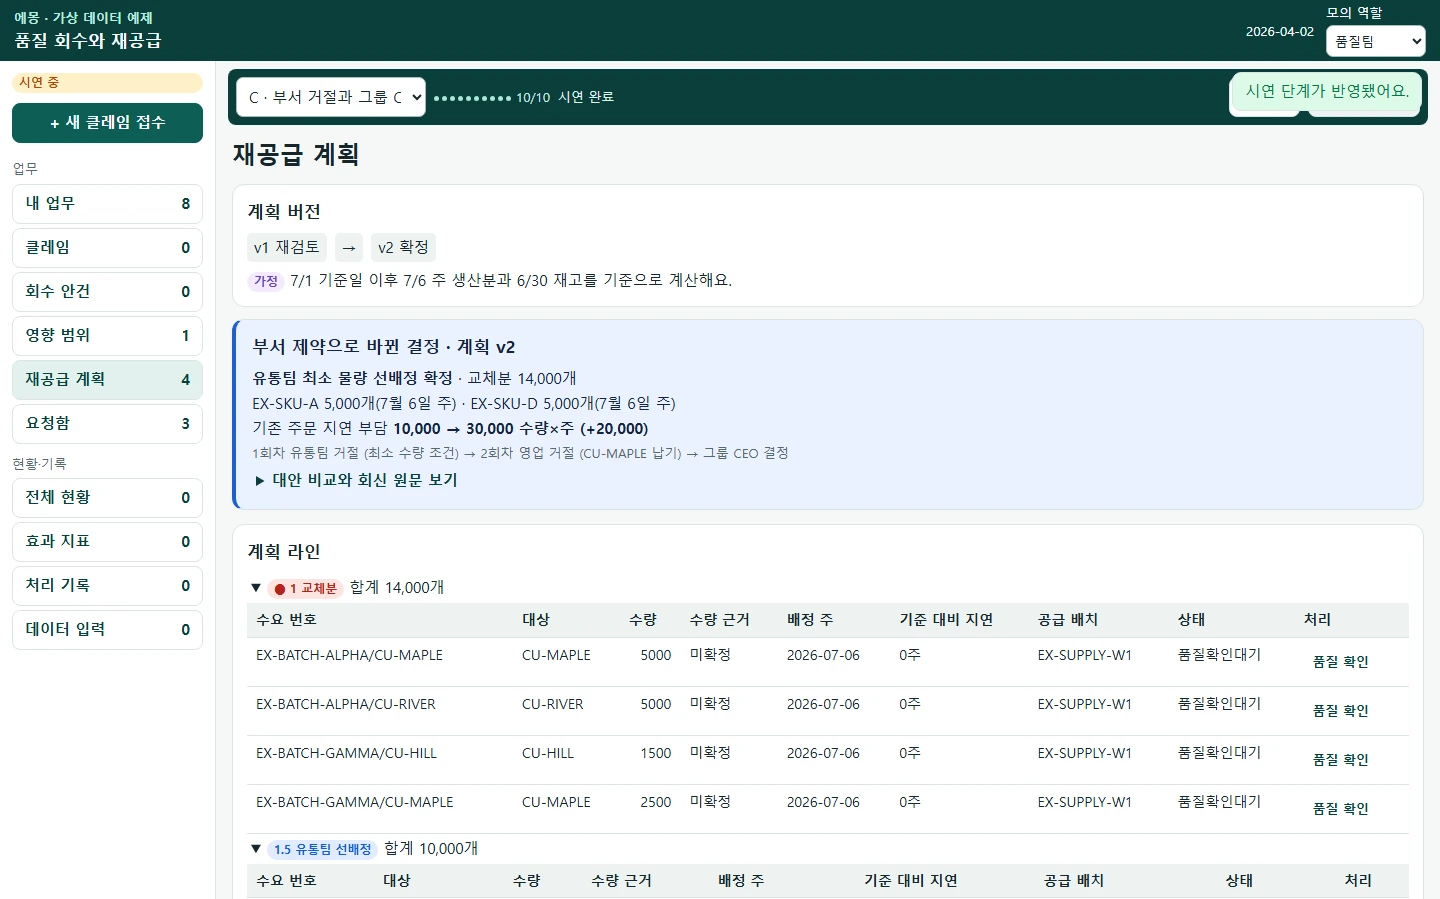 에몽 · 가상 데이터 예제
품질 회수와 재공급
2026-04-02
모의 역할
품질팀
시연 중
+ 새 클레임 접수
업무
내 업무 8
클레임 0
회수 안건 0
영향 범위 1
재공급 계획 4
요청함 3
현황·기록
전체 현황 0
효과 지표 0
처리 기록 0
데이터 입력 0
C · 부서 거절과 그룹 C
10/10 시연 완료
시연 단계가 반영됐어요.
재공급 계획
계획 버전
v1 재검토 → v2 확정
가정 7/1 기준일 이후 7/6 주 생산분과 6/30 재고를 기준으로 계산해요.
부서 제약으로 바뀐 결정 · 계획 v2
유통팀 최소 물량 선배정 확정 · 교체분 14,000개
EX-SKU-A 5,000개(7월 6일 주) · EX-SKU-D 5,000개(7월 6일 주)
기존 주문 지연 부담 10,000 → 30,000 수량×주 (+20,000)
1회차 유통팀 거절 (최소 수량 조건) → 2회차 영업 거절 (CU-MAPLE 납기) → 그룹 CEO 결정
▶ 대안 비교와 회신 원문 보기
계획 라인
▼ 1 교체분 합계 14,000개
수요 번호 대상 수량 수량 근거 배정 주 기준 대비 지연 공급 배치 상태 처리
EX-BATCH-ALPHA/CU-MAPLE CU-MAPLE 5000 미확정 2026-07-06 0주 EX-SUPPLY-W1 품질확인대기 품질 확인
EX-BATCH-ALPHA/CU-RIVER CU-RIVER 5000 미확정 2026-07-06 0주 EX-SUPPLY-W1 품질확인대기 품질 확인
EX-BATCH-GAMMA/CU-HILL CU-HILL 1500 미확정 2026-07-06 0주 EX-SUPPLY-W1 품질확인대기 품질 확인
EX-BATCH-GAMMA/CU-MAPLE CU-MAPLE 2500 미확정 2026-07-06 0주 EX-SUPPLY-W1 품질확인대기 품질 확인
▼ 1.5 유통팀 선배정 합계 10,000개
수요 번호 대상 수량 수량 근거 배정 주 기준 대비 지연 공급 배치 상태 처리